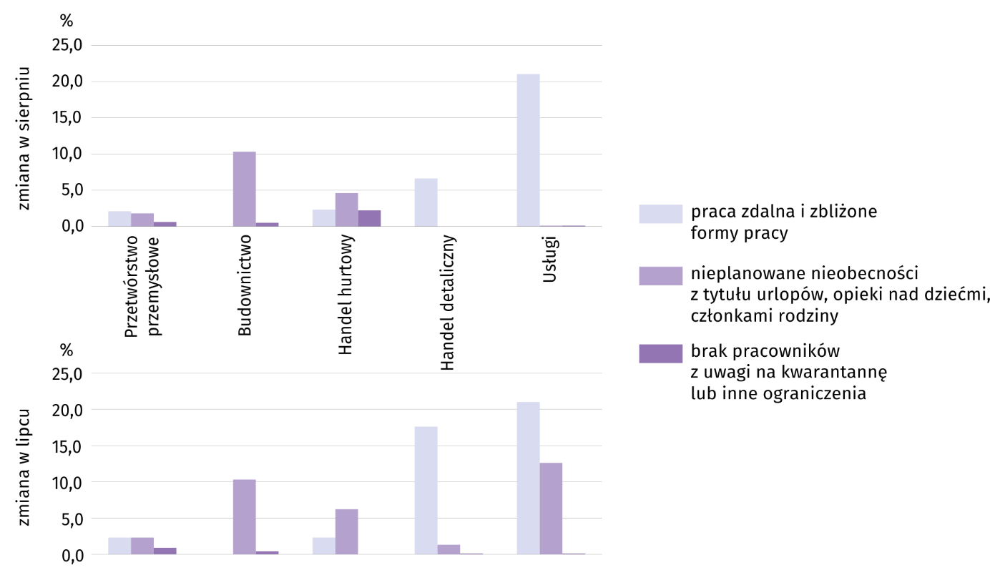 %
25,0
20,0
15,0
10,0
5,0
0,0
zmiana w sierpniu
Przetwórstwo
przemysłowe
Budownictwo
Handel hurtowy
Handel detaliczny
Usługi
%
25,0
20,0
15,0
10,0
5,0
0,0
zmiana w lipcu
praca zdalna i zbliżone
formy pracy
nieplanowane nieobecności
z tytułu urlopów, opieki nad dziećmi,
członkami rodziny
brak pracowników
z uwagi na kwarantannę
lub inne ograniczenia